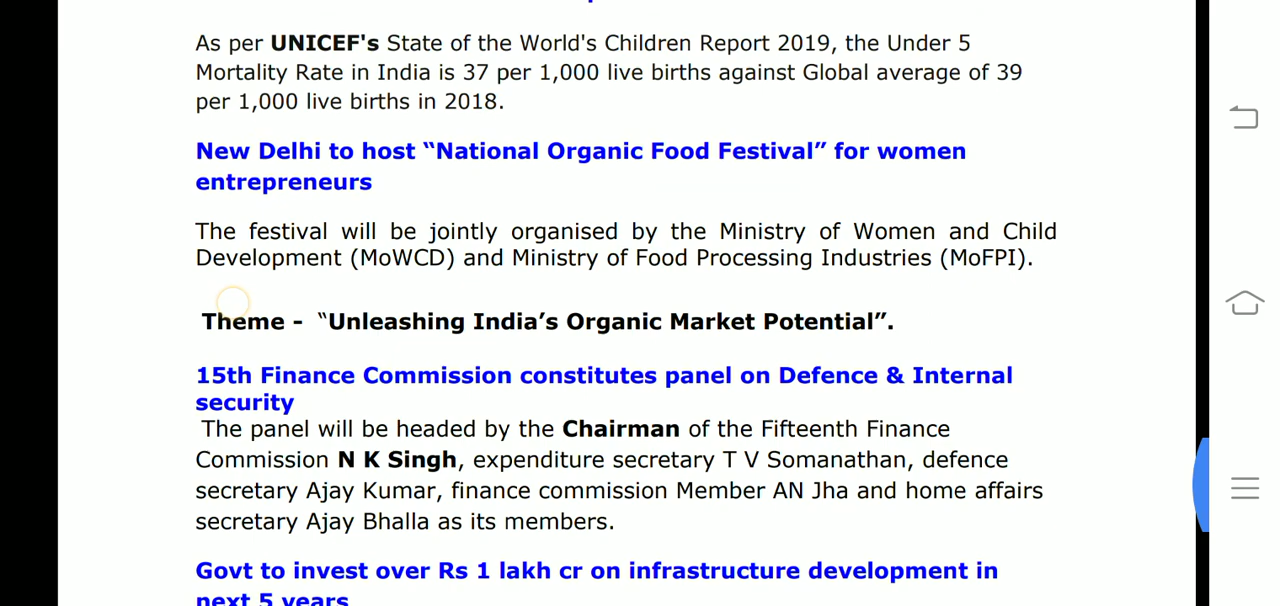 As per UNICEF's State of the World's Children Report 2019, the Under 5
Mortality Rate in India is 37 per 1,000 live births against Global average of 39
per 1,000 live births in 2018.
New Delhi to host “National Organic Food Festival” for women
entrepreneurs
The festival will be jointly organised by the Ministry of Women and Child
Development (MoWCD) and Ministry of Food Processing Industries (MoFPI).
Theme - “Unleashing India’s Organic Market Potential”.
15th Finance Commission constitutes panel on Defence & Internal
security
The panel will be headed by the Chairman of the Fifteenth Finance
Commission N K Singh, expenditure secretary T V Somanathan, defence
secretary Ajay Kumar, finance commission Member AN Jha and home affairs
secretary Ajay Bhalla as its members.
Govt to invest over Rs 1 lakh cr on infrastructure development in
next 5 years